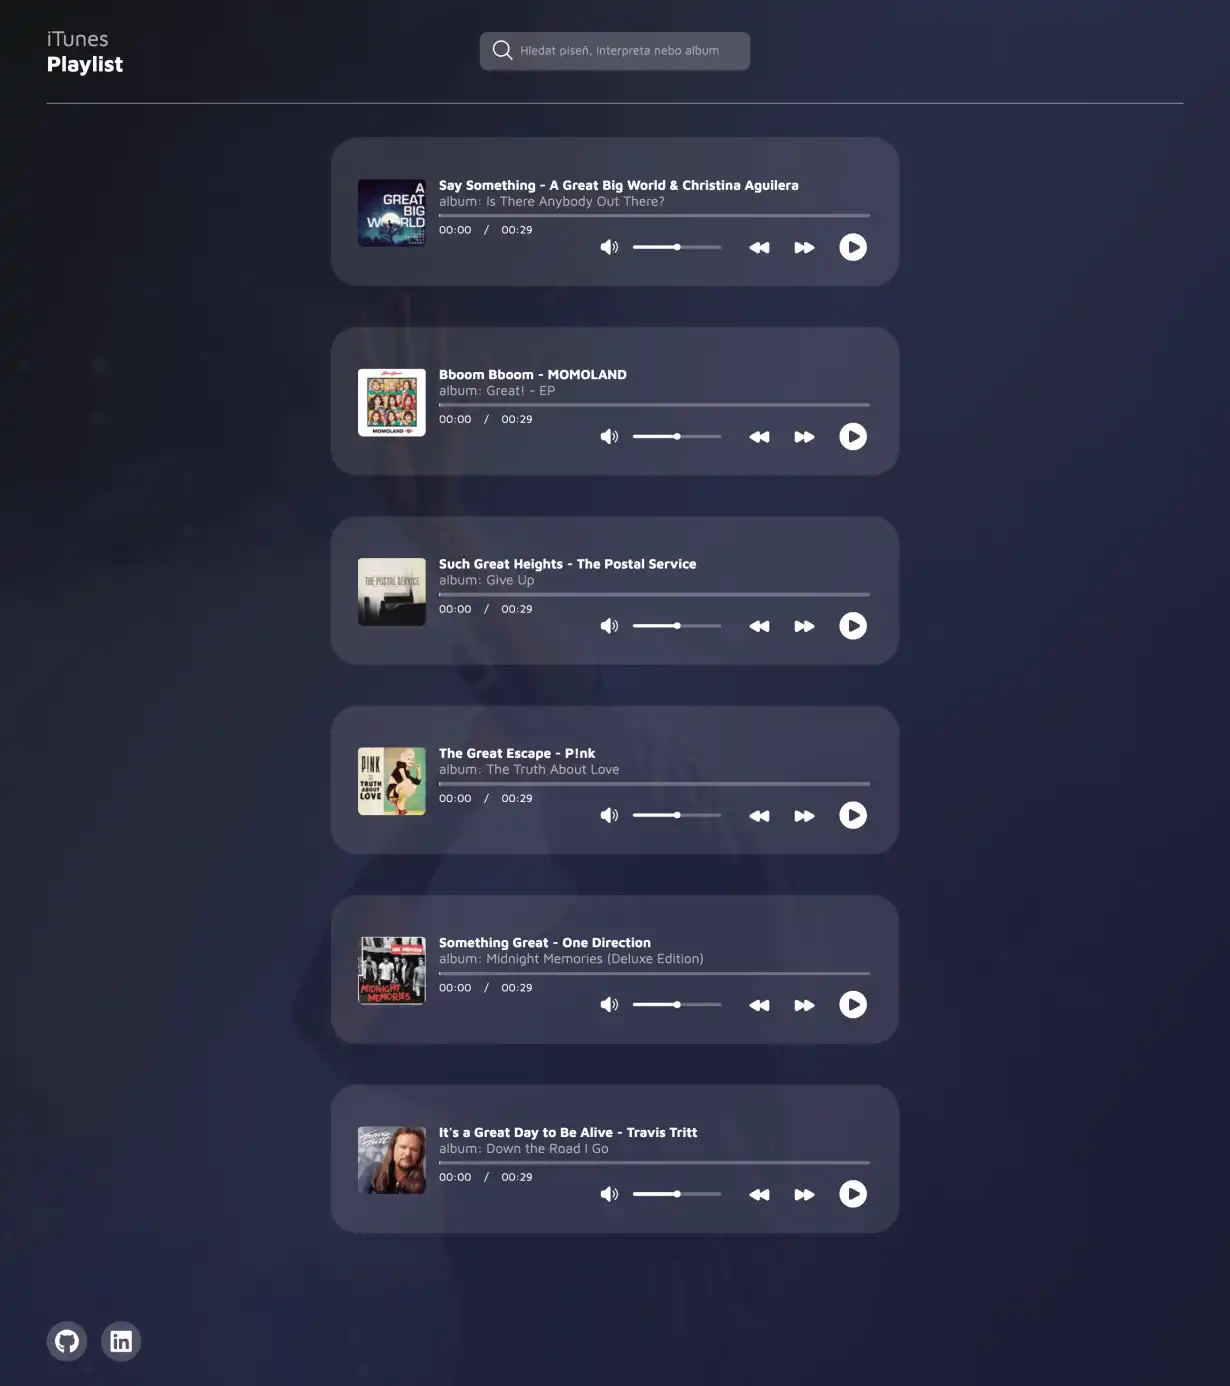 iTunes
Playlist
Hledat píseň, interpreta nebo album
A
GREAT
BIG
WORLD
Say Something - A Great Big World & Christina Aguilera
album: Is There Anybody Out There?
00:00 / 00:29
MOMOLAND
Bboom Bboom - MOMOLAND
album: Great! - EP
00:00 / 00:29
THE POSTAL SERVICE
Such Great Heights - The Postal Service
album: Give Up
00:00 / 00:29
P!NK
TRUTH
ABOUT
LOVE
The Great Escape - P!nk
album: The Truth About Love
00:00 / 00:29
ONE DIRECTION
MIDNIGHT
MEMORIES
Something Great - One Direction
album: Midnight Memories (Deluxe Edition)
00:00 / 00:29
Travis
Tritt
It's a Great Day to Be Alive - Travis Tritt
album: Down the Road I Go
00:00 / 00:29
in